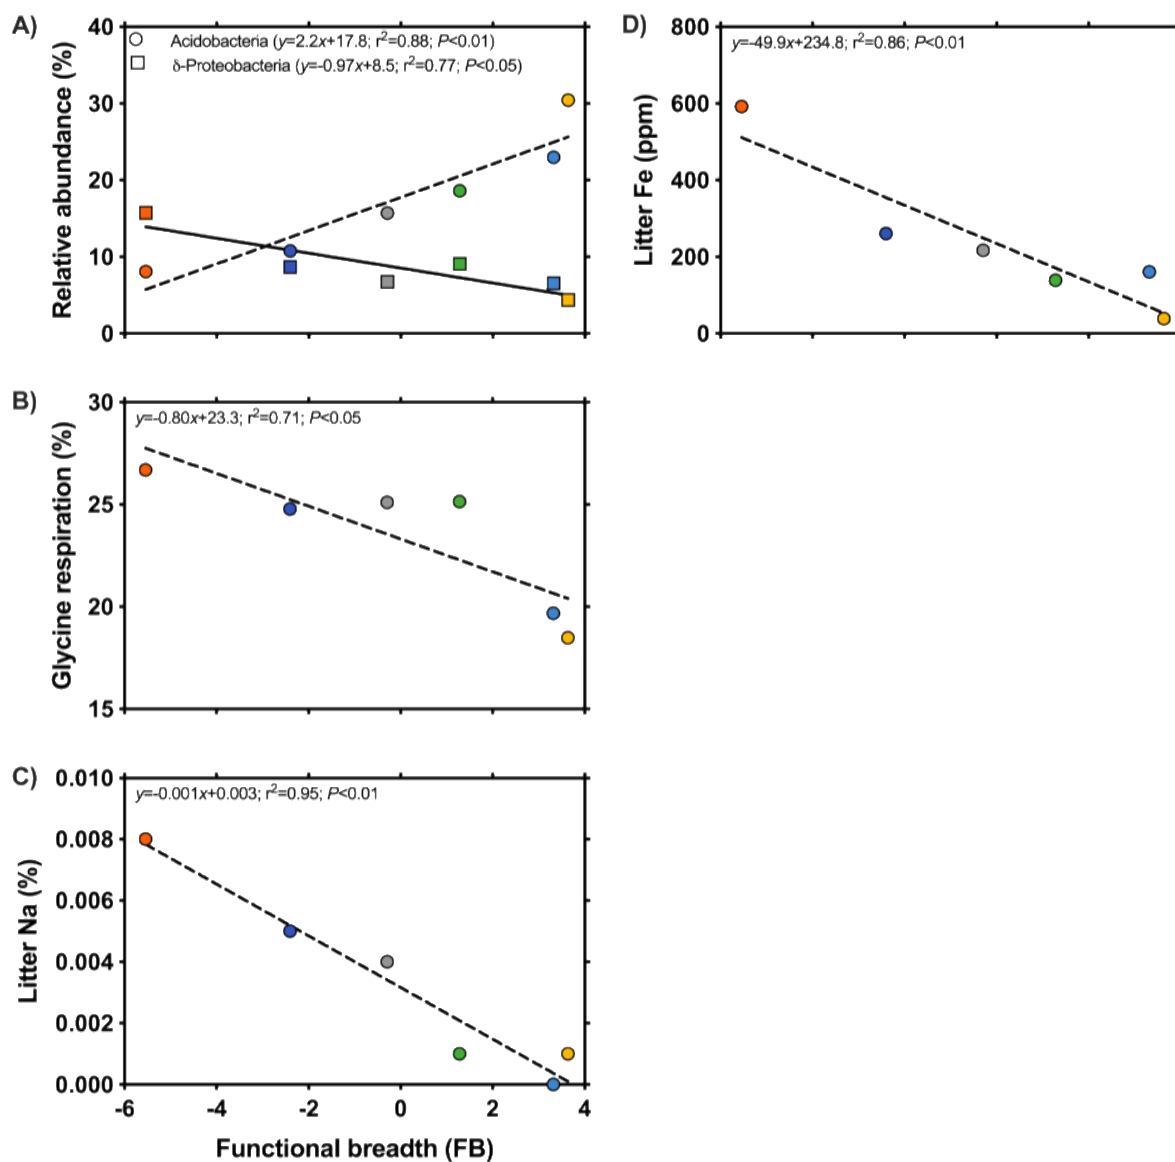 A)
Relative abundance (%)
40
30
20
10
0
Acidobacteria (y=2.2x+17.8; r²=0.88; P<0.01)
δ-Proteobacteria (y=-0.97x+8.5; r²=0.77; P<0.05)
D)
Litter Fe (ppm)
800
600
400
200
0
y=-49.9x+234.8; r²=0.86; P<0.01
B)
Glycine respiration (%)
30
25
20
15
y=-0.80x+23.3; r²=0.71; P<0.05
C)
Litter Na (%)
0.010
0.008
0.006
0.004
0.002
0.000
y=-0.001x+0.003; r²=0.95; P<0.01
-6 -4 -2 0 2 4
Functional breadth (FB)